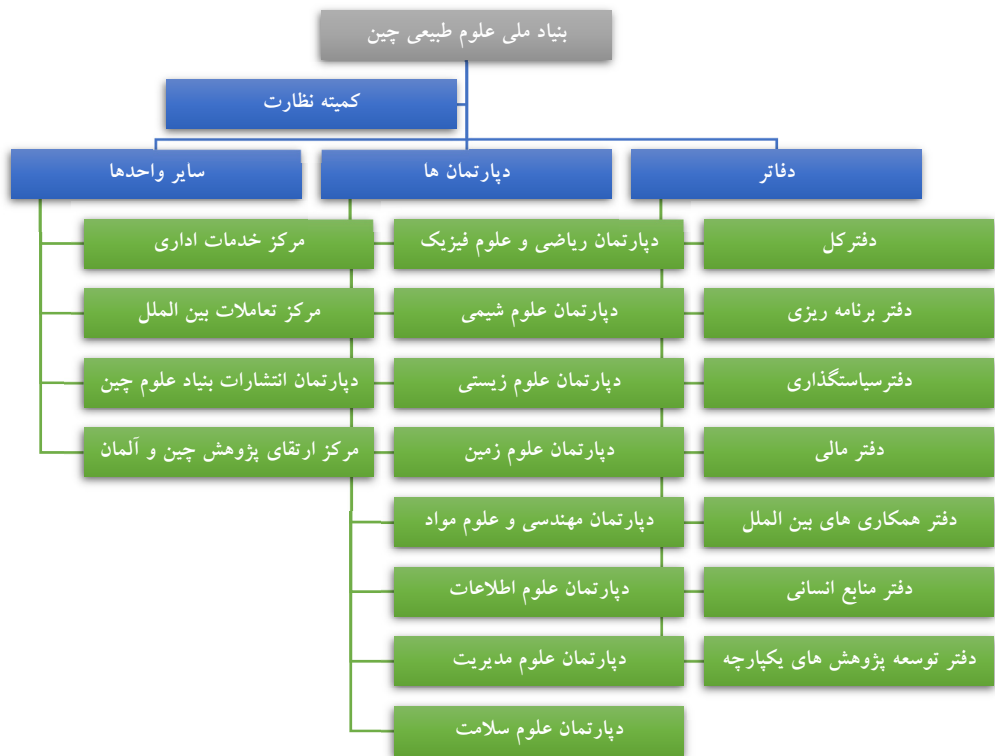 بنیاد ملی علوم طبیعی چین
کمیته نظارت
دفاتر
دپارتمان ها
سایر واحدها
دفترکل
دفتر برنامه ریزی
دفترسیاستگذاری
دفتر مالی
دفتر همکاری های بین الملل
دفتر منابع انسانی
دفتر توسعه پژوهش های یکپارچه
دپارتمان ریاضی و علوم فیزیک
دپارتمان علوم شیمی
دپارتمان علوم زیستی
دپارتمان علوم زمین
دپارتمان مهندسی و علوم مواد
دپارتمان علوم اطلاعات
دپارتمان علوم مدیریت
دپارتمان علوم سلامت
مرکز خدمات اداری
مرکز تعاملات بین الملل
دپارتمان انتشارات بنیاد علوم چین
مرکز ارتقای پژوهش چین و آلمان